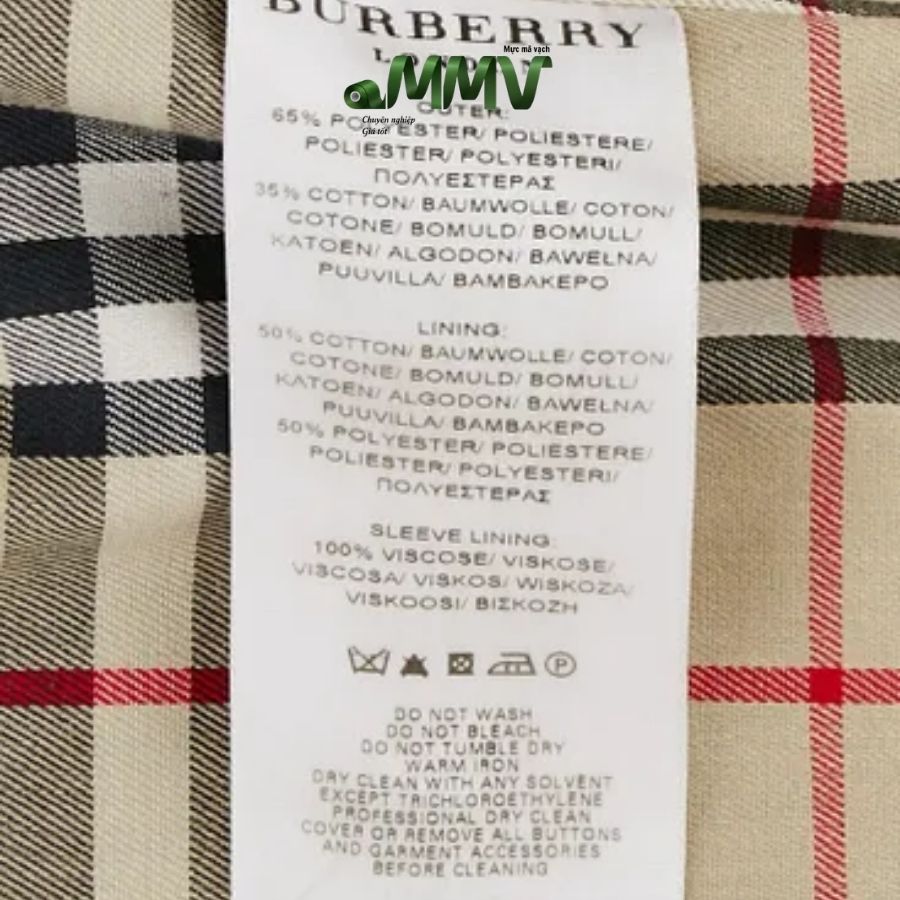 BURBERRY
LONDON
Mực mã vạch
MMV
Chuyên nghiệp
Giá tốt
OUTER:
65% POLYESTER/ POLIESTERE/
POLIESTER/ POLYESTERI/
ΠΟΛΥΕΣΤΕΡΑΣ
35% COTTON/ BAUMWOLLE/ COTON/
COTONE/ BOMULD/ BOMULL/
KATOEN/ ALGODON/ BAWEŁNA/
PUUVILLA/ ΒΑΜΒΑΚΕΡΟ
LINING:
50% COTTON/ BAUMWOLLE/ COTON/
COTONE/ BOMULD/ BOMULL/
KATOEN/ ALGODON/ BAWEŁNA/
PUUVILLA/ ΒΑΜΒΑΚΕΡΟ
50% POLYESTER/ POLIESTERE/
POLIESTER/ POLYESTERI/
ΠΟΛΥΕΣΤΕΡΑΣ
SLEEVE LINING:
100% VISCOSE/ VISKOSE/
VISCOSA/ VISKOS/ WISKOZA/
VISKOOSI/ ΒΙΣΚΟΖΗ
P
DO NOT WASH
DO NOT BLEACH
DO NOT TUMBLE DRY
WARM IRON
DRY CLEAN WITH ANY SOLVENT
EXCEPT TRICHLOROETHYLENE
PROFESSIONAL DRY CLEAN
COVER OR REMOVE ALL BUTTONS
AND GARMENT ACCESSORIES
BEFORE CLEANING